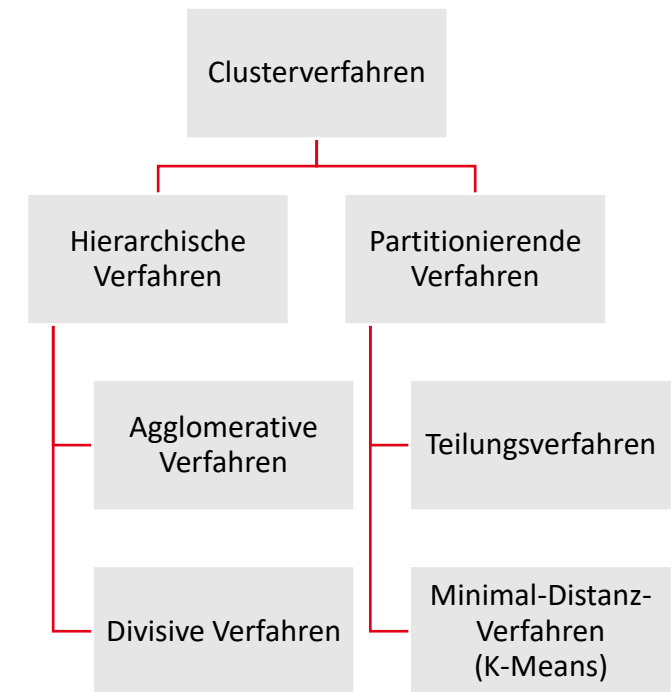 Clusterverfahren
Hierarchische
Verfahren
Partitionierende
Verfahren
Agglomerative
Verfahren
Teilungsverfahren
Divisive Verfahren
Minimal-Distanz-
Verfahren
(K-Means)